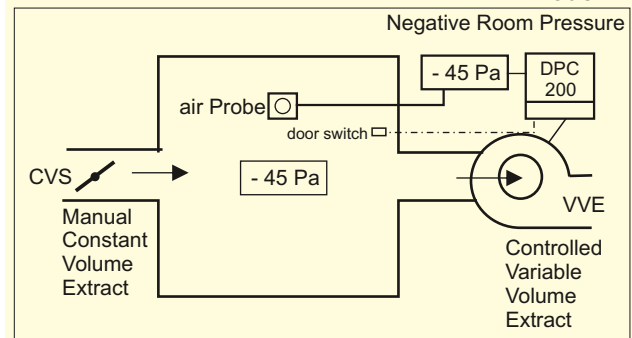 Negative Room Pressure
- 45 Pa
DPC
200
air Probe
door switch
CVS
- 45 Pa
VVE
Manual
Constant
Volume
Extract
Controlled
Variable
Volume
Extract